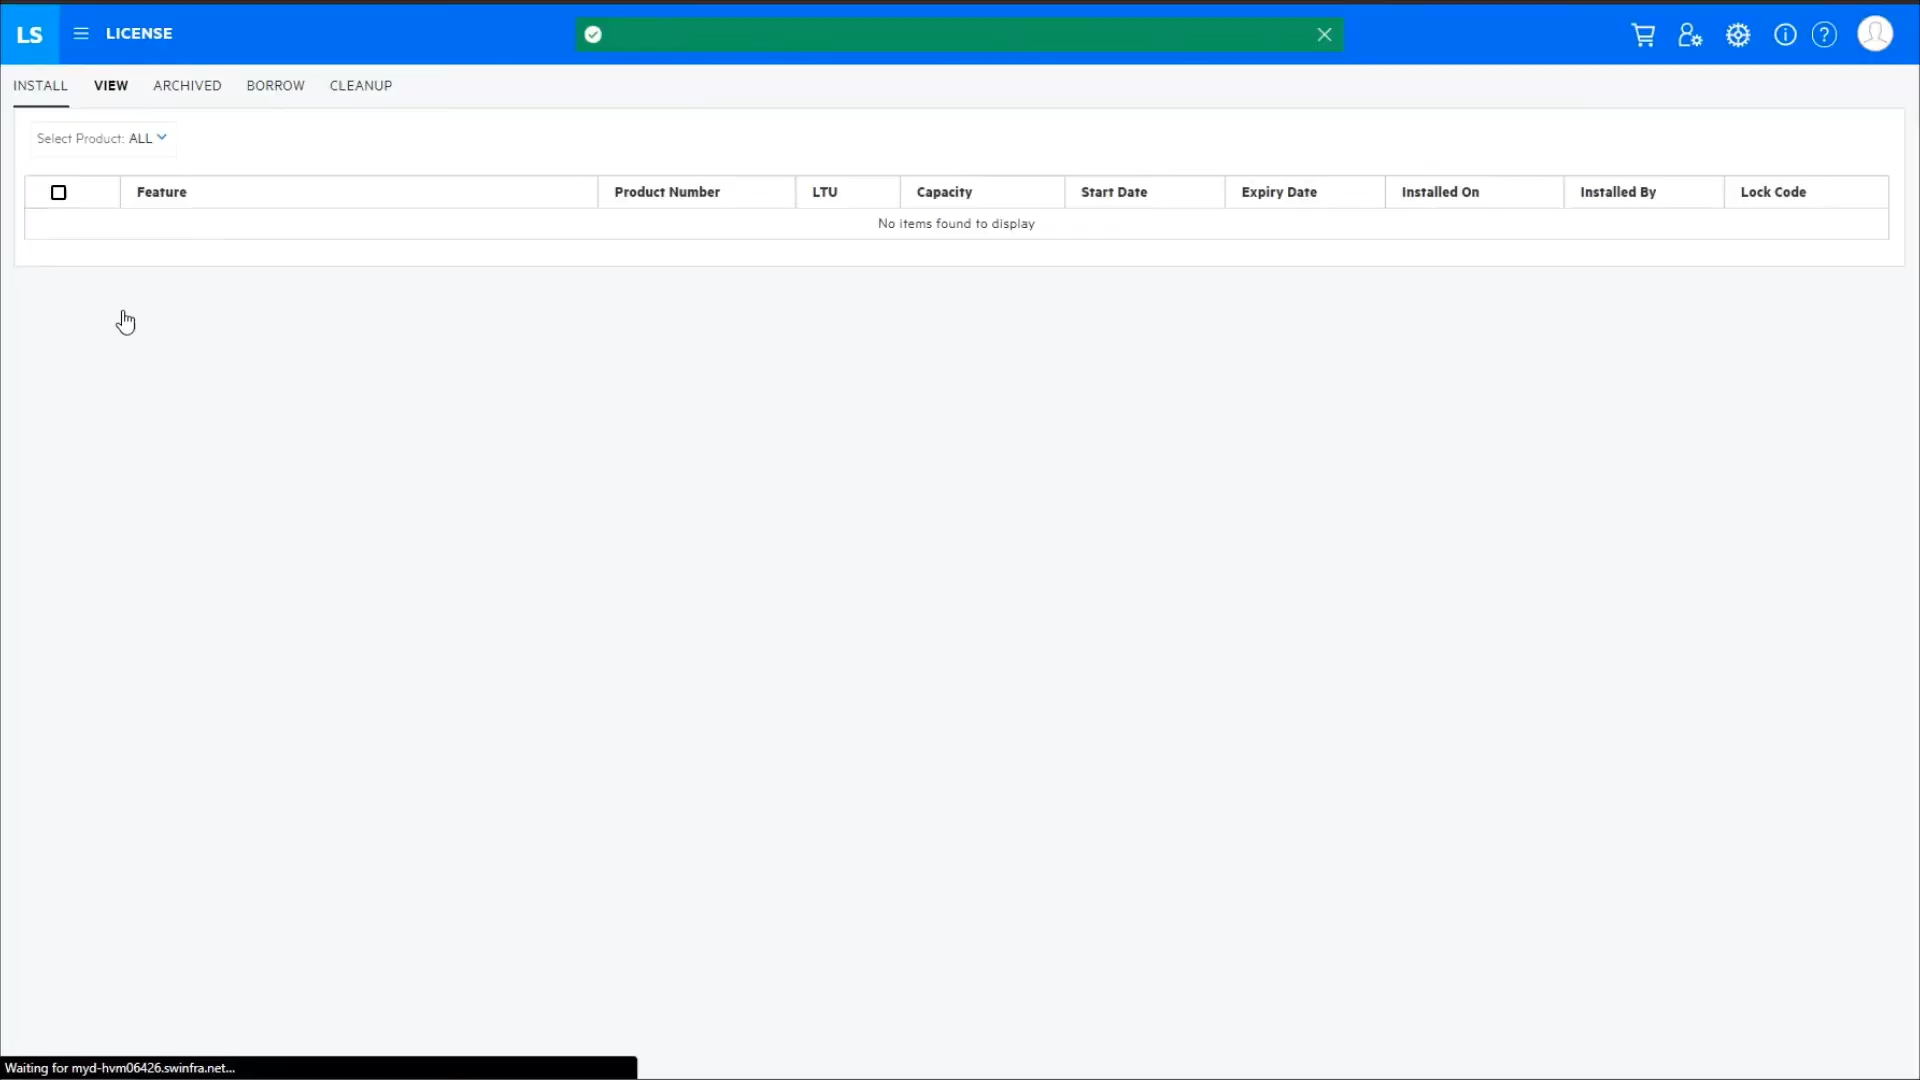 LS LICENSE
INSTALL VIEW ARCHIVED BORROW CLEANUP
Select Product: ALL
Feature Product Number LTU Capacity Start Date Expiry Date Installed On Installed By Lock Code
No items found to display
Waiting for myd-hvm06426.swinfra.net...